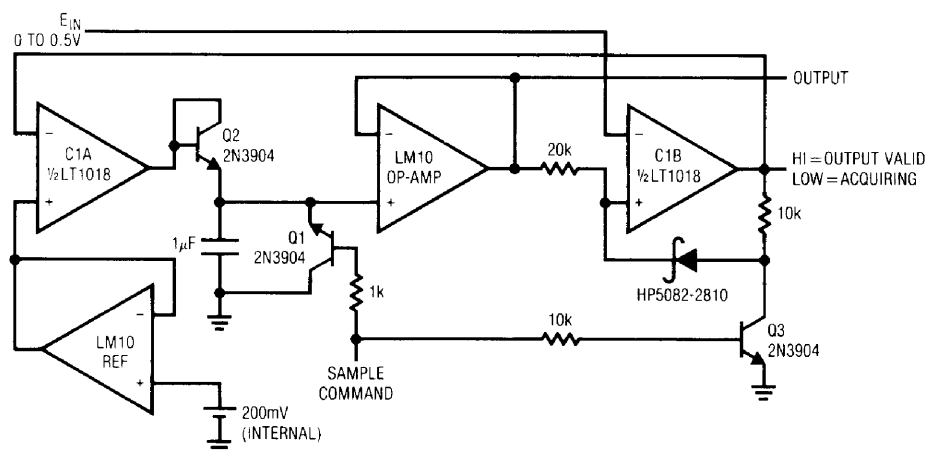 E_IN
0 TO 0.5V
−
C1A
½LT1018
+
Q2
2N3904
1µF
Q1
2N3904
1k
−
LM10
OP-AMP
+
20k
OUTPUT
−
C1B
½LT1018
+
HI = OUTPUT VALID
LOW = ACQUIRING
10k
HP5082-2810
LM10
REF
−
+
200mV
(INTERNAL)
SAMPLE
COMMAND
10k
Q3
2N3904